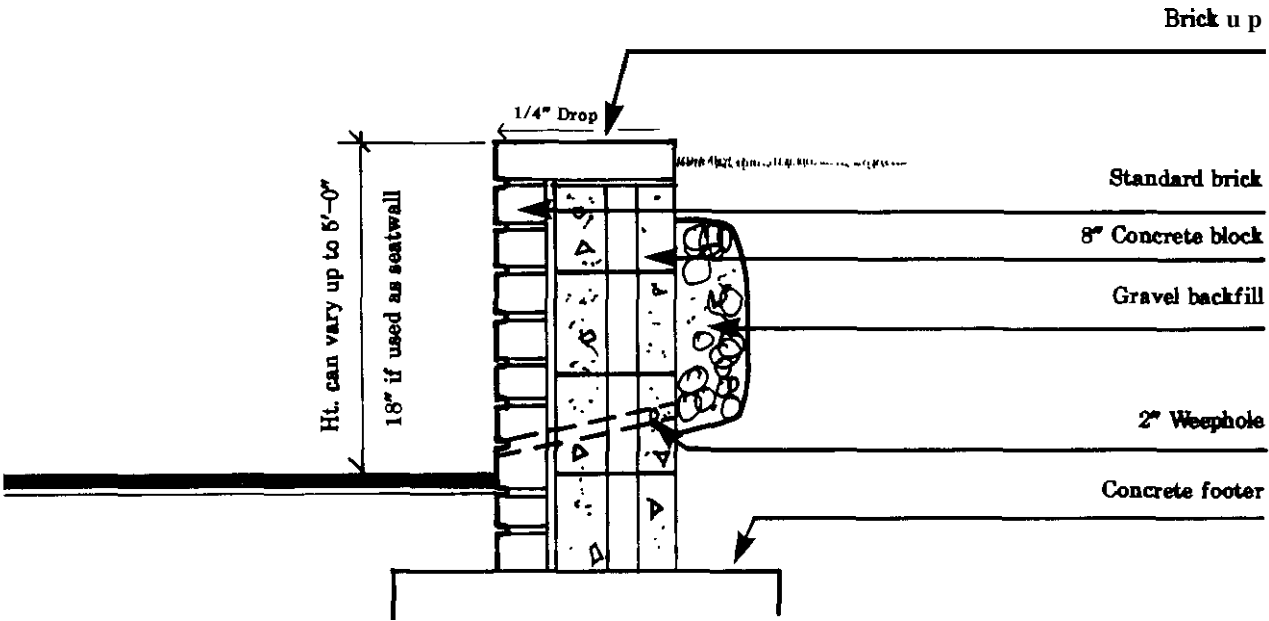 Brick u p
1/4" Drop
Standard brick
8" Concrete block
Gravel backfill
2" Weephole
Concrete footer
Ht. can vary up to 5'-0"
18" if used as seatwall